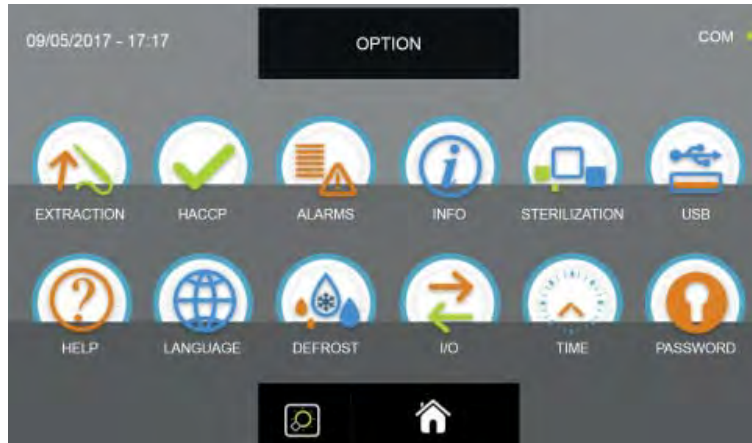 09/05/2017 - 17:17
OPTION
COM
EXTRACTION
HACCP
ALARMS
INFO
STERILIZATION
USB
HELP
LANGUAGE
DEFROST
I/O
TIME
PASSWORD